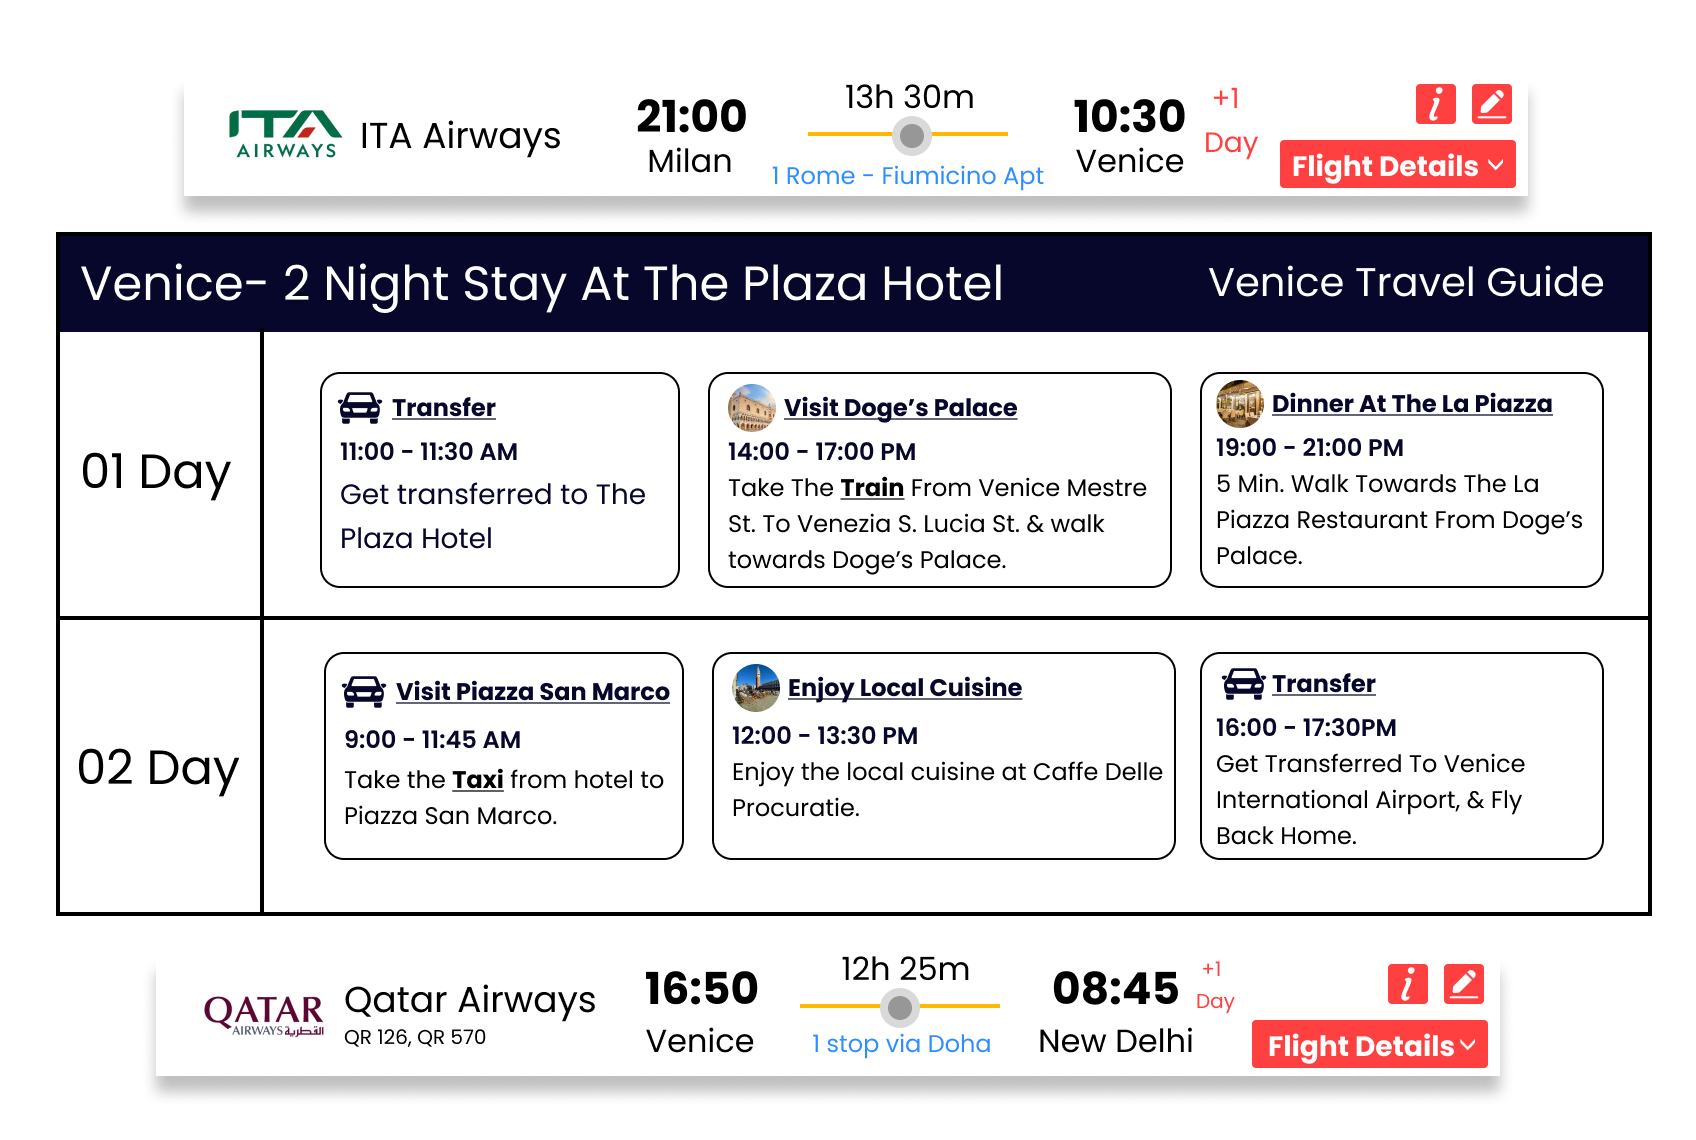 ITA
AIRWAYS
ITA Airways
21:00
Milan
13h 30m
1 Rome - Fiumicino Apt
10:30
Venice
+1
Day
i
Flight Details
Venice- 2 Night Stay At The Plaza Hotel
Venice Travel Guide
01 Day
Transfer
11:00 - 11:30 AM
Get transferred to The
Plaza Hotel
Visit Doge’s Palace
14:00 - 17:00 PM
Take The Train From Venice Mestre
St. To Venezia S. Lucia St. & walk
towards Doge’s Palace.
Dinner At The La Piazza
19:00 - 21:00 PM
5 Min. Walk Towards The La
Piazza Restaurant From Doge’s
Palace.
02 Day
Visit Piazza San Marco
9:00 - 11:45 AM
Take the Taxi from hotel to
Piazza San Marco.
Enjoy Local Cuisine
12:00 - 13:30 PM
Enjoy the local cuisine at Caffe Delle
Procuratie.
Transfer
16:00 - 17:30PM
Get Transferred To Venice
International Airport, & Fly
Back Home.
QATAR
AIRWAYS القطرية
Qatar Airways
QR 126, QR 570
16:50
Venice
12h 25m
1 stop via Doha
08:45
New Delhi
+1
Day
i
Flight Details